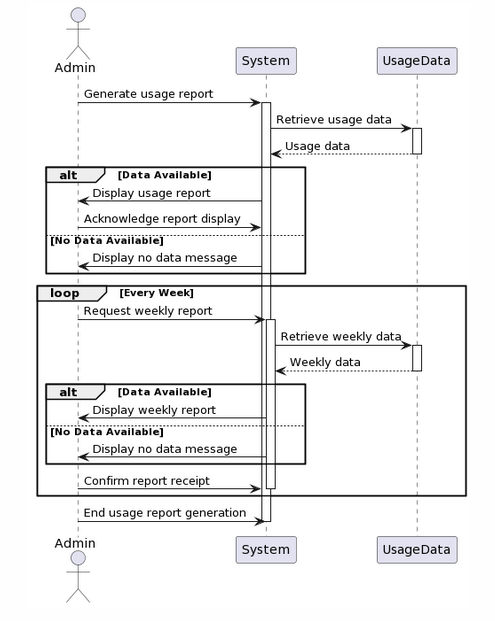 Admin
System
UsageData
Generate usage report
Retrieve usage data
Usage data
alt [Data Available]
Display usage report
Acknowledge report display
[No Data Available]
Display no data message
loop [Every Week]
Request weekly report
Retrieve weekly data
Weekly data
alt [Data Available]
Display weekly report
[No Data Available]
Display no data message
Confirm report receipt
End usage report generation
Admin
System
UsageData